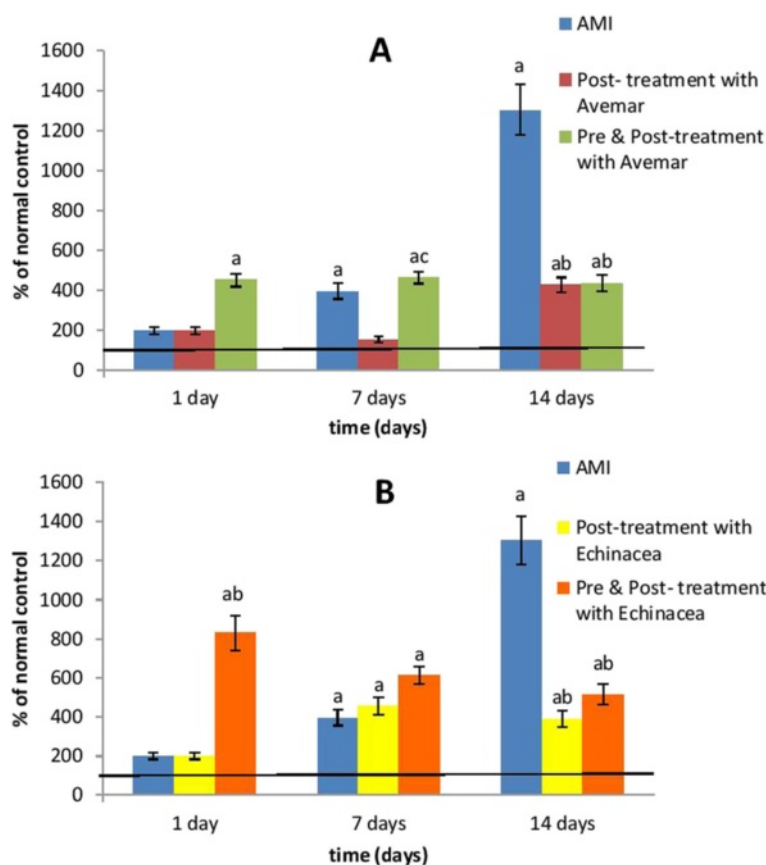 A
AMI
Post- treatment with
Avemar
Pre & Post-treatment
with Avemar
% of normal control
1600
1400
1200
1000
800
600
400
200
0
a
a
ac
a
ab
ab
1 day
7 days
14 days
time (days)
B
AMI
Post-treatment with
Echinacea
Pre & Post- treatment
with Echinacea
% of normal control
1600
1400
1200
1000
800
600
400
200
0
ab
a
a
a
a
ab
ab
1 day
7 days
14 days
time (days)